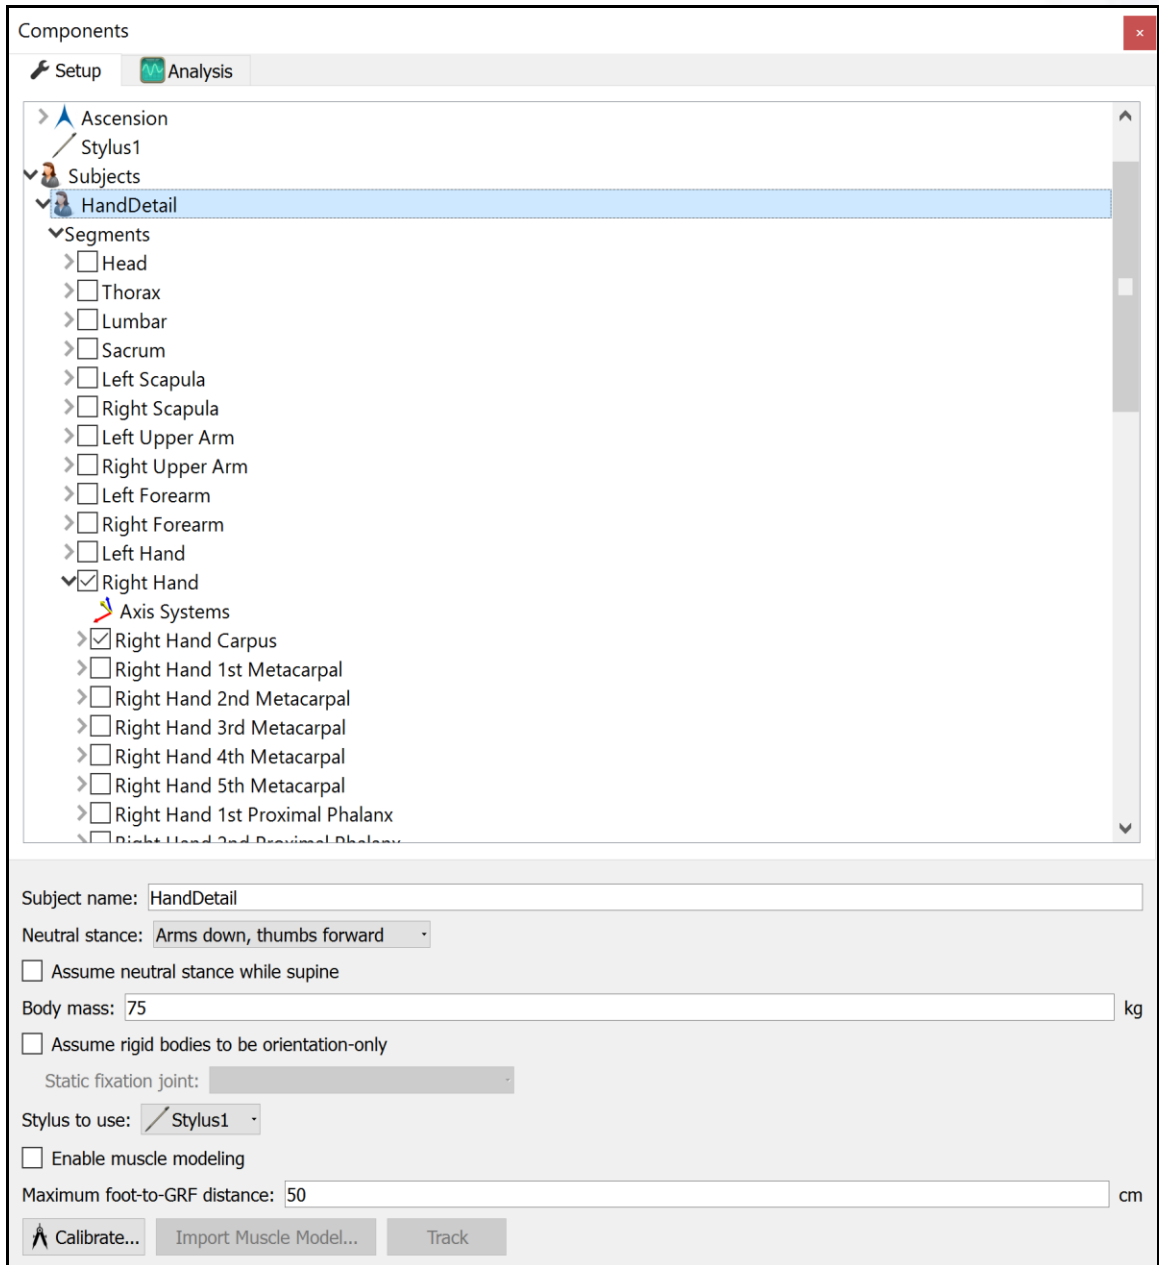 Components
Setup Analysis
Ascension
Stylus1
Subjects
HandDetail
Segments
Head
Thorax
Lumbar
Sacrum
Left Scapula
Right Scapula
Left Upper Arm
Right Upper Arm
Left Forearm
Right Forearm
Left Hand
Right Hand
Axis Systems
Right Hand Carpus
Right Hand 1st Metacarpal
Right Hand 2nd Metacarpal
Right Hand 3rd Metacarpal
Right Hand 4th Metacarpal
Right Hand 5th Metacarpal
Right Hand 1st Proximal Phalanx
Right Hand 2nd Proximal Phalanx
Subject name: HandDetail
Neutral stance: Arms down, thumbs forward
Assume neutral stance while supine
Body mass: 75 kg
Assume rigid bodies to be orientation-only
Static fixation joint:
Stylus to use: Stylus1
Enable muscle modeling
Maximum foot-to-GRF distance: 50 cm
Calibrate... Import Muscle Model... Track